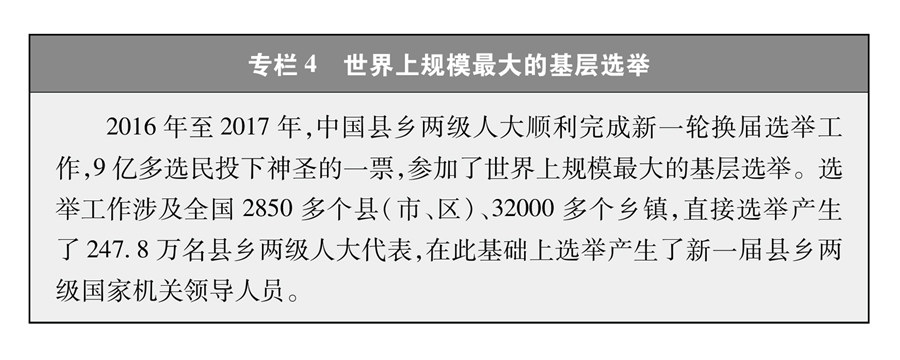 专栏 4　世界上规模最大的基层选举
2016 年至 2017 年,中国县乡两级人大顺利完成新一轮换届选举工
作,9 亿多选民投下神圣的一票,参加了世界上规模最大的基层选举。选
举工作涉及全国 2850 多个县(市、区)、32000 多个乡镇,直接选举产生
了 247. 8 万名县乡两级人大代表,在此基础上选举产生了新一届县乡两
级国家机关领导人员。